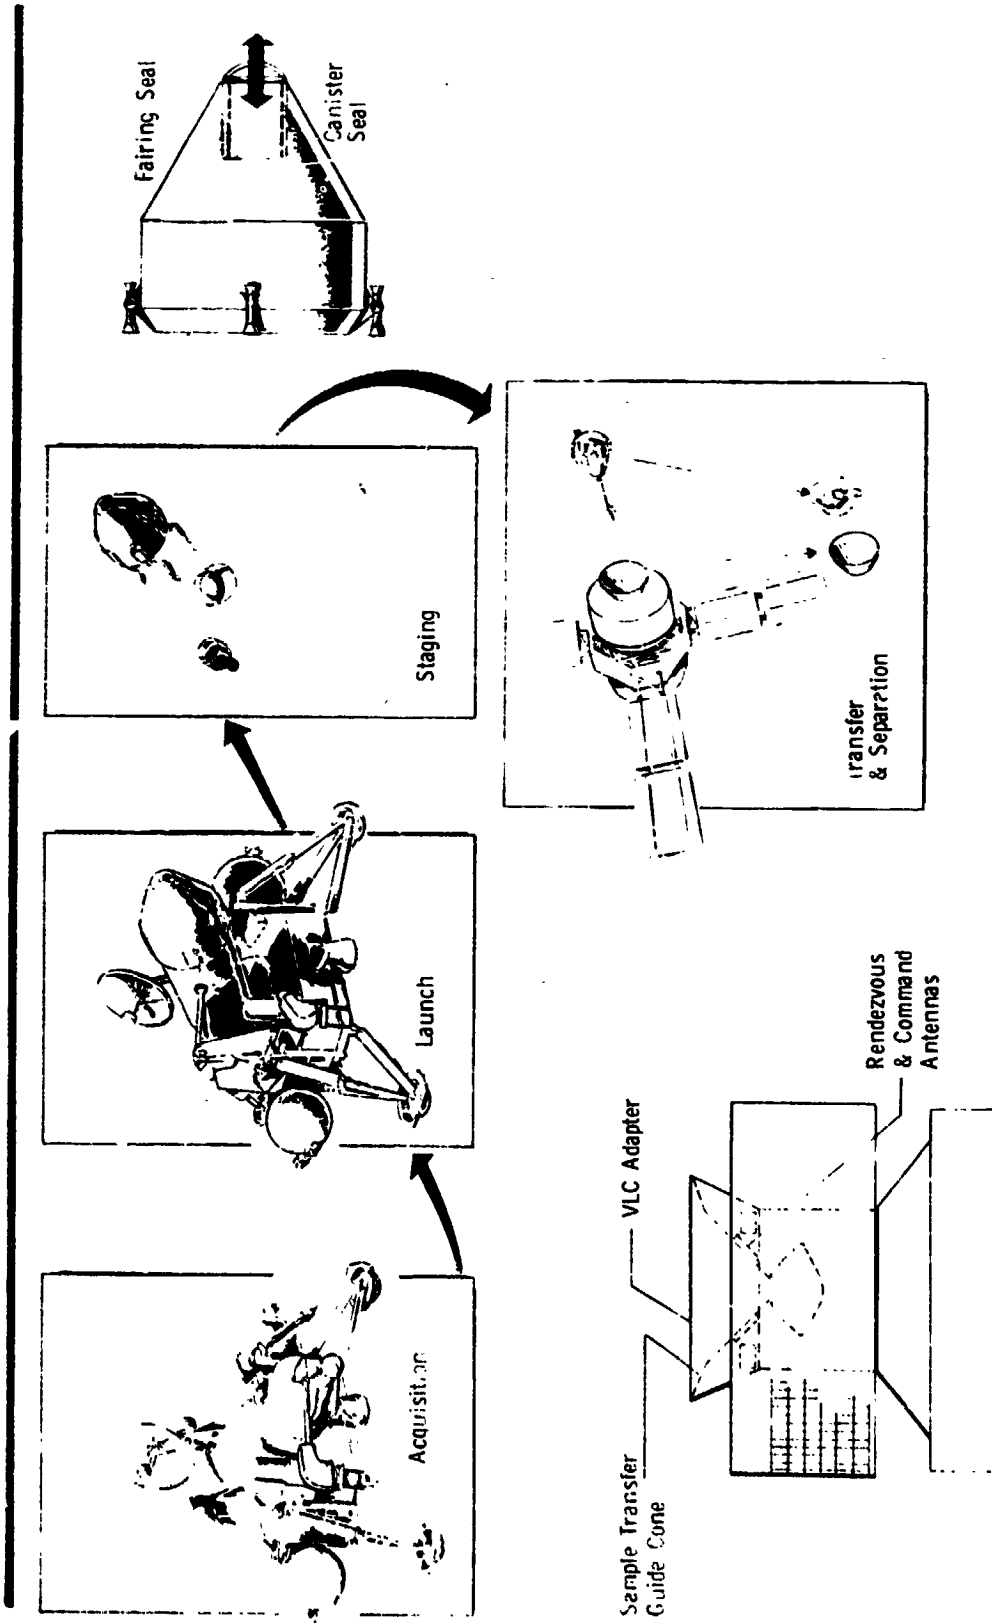 Acquisition
Launch
Staging
Fairing Seal
Canister
Seal
Sample Transfer
Guide Cone
VLC Adapter
Rendezvous
& Command
Antennas
Transfer
& Separation